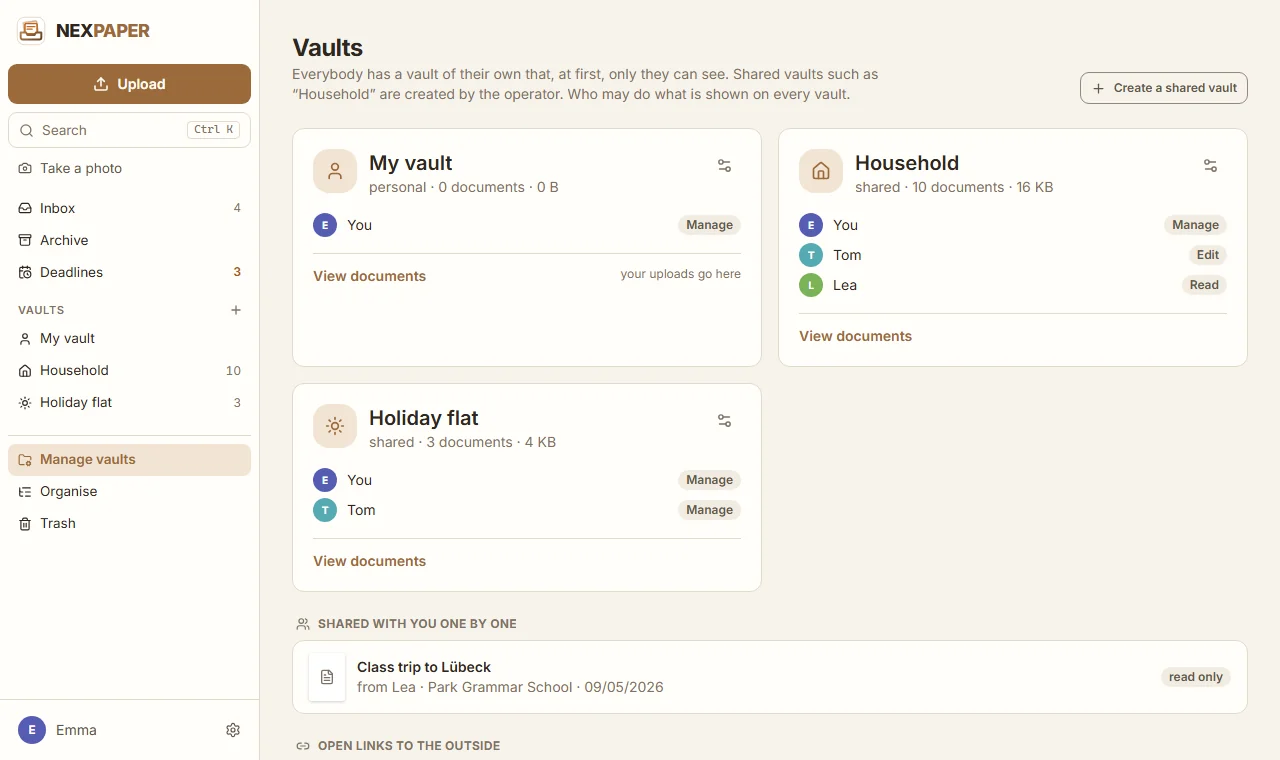 NEXPAPER
Upload
Search Ctrl K
Take a photo
Inbox 4
Archive
Deadlines 3
VAULTS
My vault
Household 10
Holiday flat 3
Manage vaults
Organise
Trash
E Emma
Vaults
Everybody has a vault of their own that, at first, only they can see. Shared vaults such as
“Household” are created by the operator. Who may do what is shown on every vault.
Create a shared vault
My vault
personal · 0 documents · 0 B
E You Manage
View documents your uploads go here
Household
shared · 10 documents · 16 KB
E You Manage
T Tom Edit
L Lea Read
View documents
Holiday flat
shared · 3 documents · 4 KB
E You Manage
T Tom Manage
View documents
SHARED WITH YOU ONE BY ONE
Class trip to Lübeck
from Lea · Park Grammar School · 09/05/2026
read only
OPEN LINKS TO THE OUTSIDE